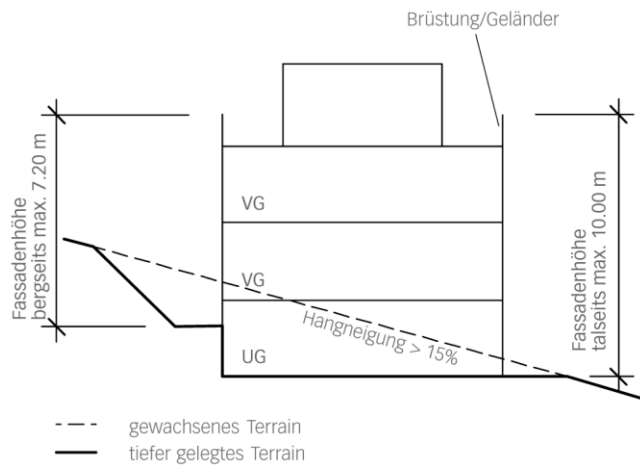 Brüstung/Geländer
Fassadenhöhe
bergseits max. 7.20 m
VG
VG
UG
Hangneigung > 15%
Fassadenhöhe
talseits max. 10.00 m
gewachsenes Terrain
tiefer gelegtes Terrain